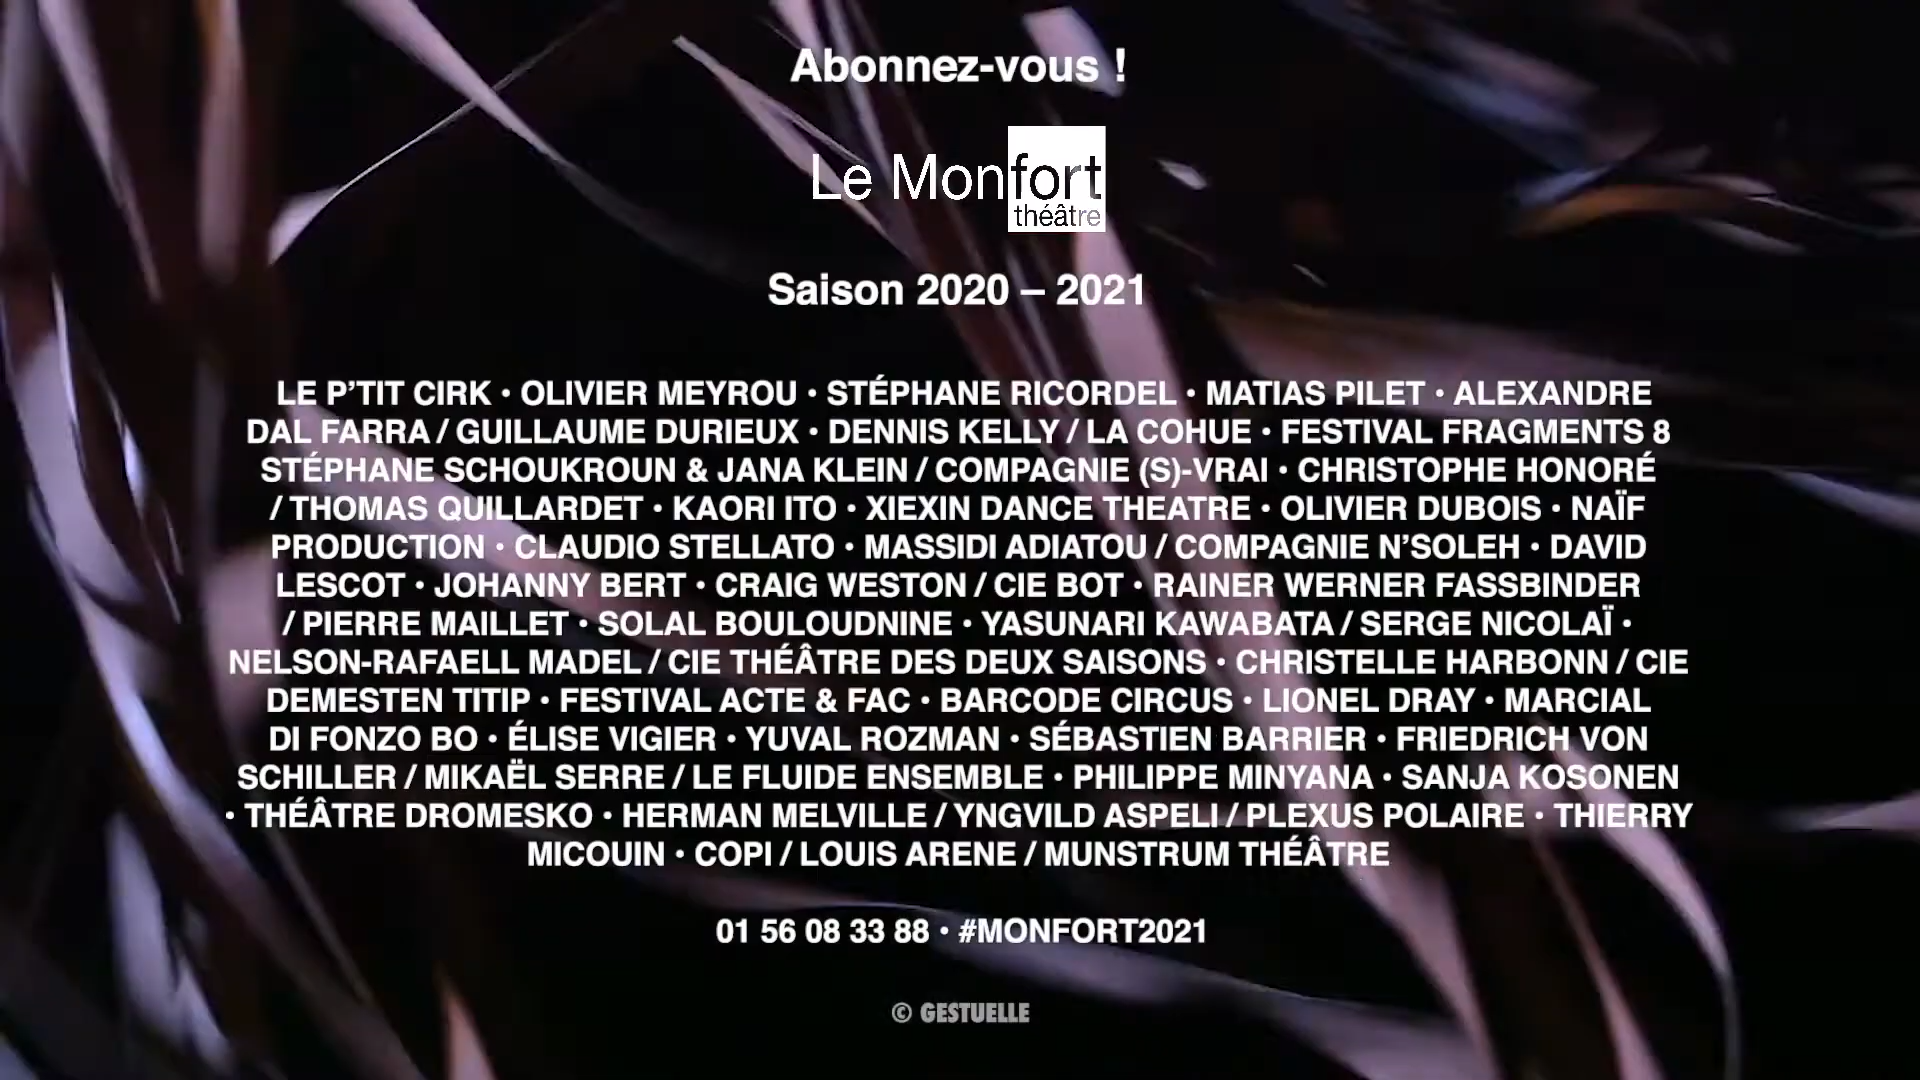 Abonnez-vous !
Le Monfort
théâtre
Saison 2020 – 2021
LE P’TIT CIRK • OLIVIER MEYROU • STÉPHANE RICORDEL • MATIAS PILET • ALEXANDRE
DAL FARRA / GUILLAUME DURIEUX • DENNIS KELLY / LA COHUE • FESTIVAL FRAGMENTS 8
STÉPHANE SCHOUKROUN & JANA KLEIN / COMPAGNIE (S)-VRAI • CHRISTOPHE HONORÉ
/ THOMAS QUILLARDET • KAORI ITO • XIEXIN DANCE THEATRE • OLIVIER DUBOIS • NAÏF
PRODUCTION • CLAUDIO STELLATO • MASSIDI ADIATOU / COMPAGNIE N’SOLEH • DAVID
LESCOT • JOHANNY BERT • CRAIG WESTON / CIE BOT • RAINER WERNER FASSBINDER
/ PIERRE MAILLET • SOLAL BOULOUDNINE • YASUNARI KAWABATA / SERGE NICOLAÏ •
NELSON-RAFAELL MADEL / CIE THÉÂTRE DES DEUX SAISONS • CHRISTELLE HARBONN / CIE
DEMESTEN TITIP • FESTIVAL ACTE & FAC • BARCODE CIRCUS • LIONEL DRAY • MARCIAL
DI FONZO BO • ÉLISE VIGIER • YUVAL ROZMAN • SÉBASTIEN BARRIER • FRIEDRICH VON
SCHILLER / MIKAËL SERRE / LE FLUIDE ENSEMBLE • PHILIPPE MINYANA • SANJA KOSONEN
• THÉÂTRE DROMESKO • HERMAN MELVILLE / YNGVILD ASPELI / PLEXUS POLAIRE • THIERRY
MICOUIN • COPI / LOUIS ARENE / MUNSTRUM THÉÂTRE
01 56 08 33 88 • #MONFORT2021
© GESTUELLE